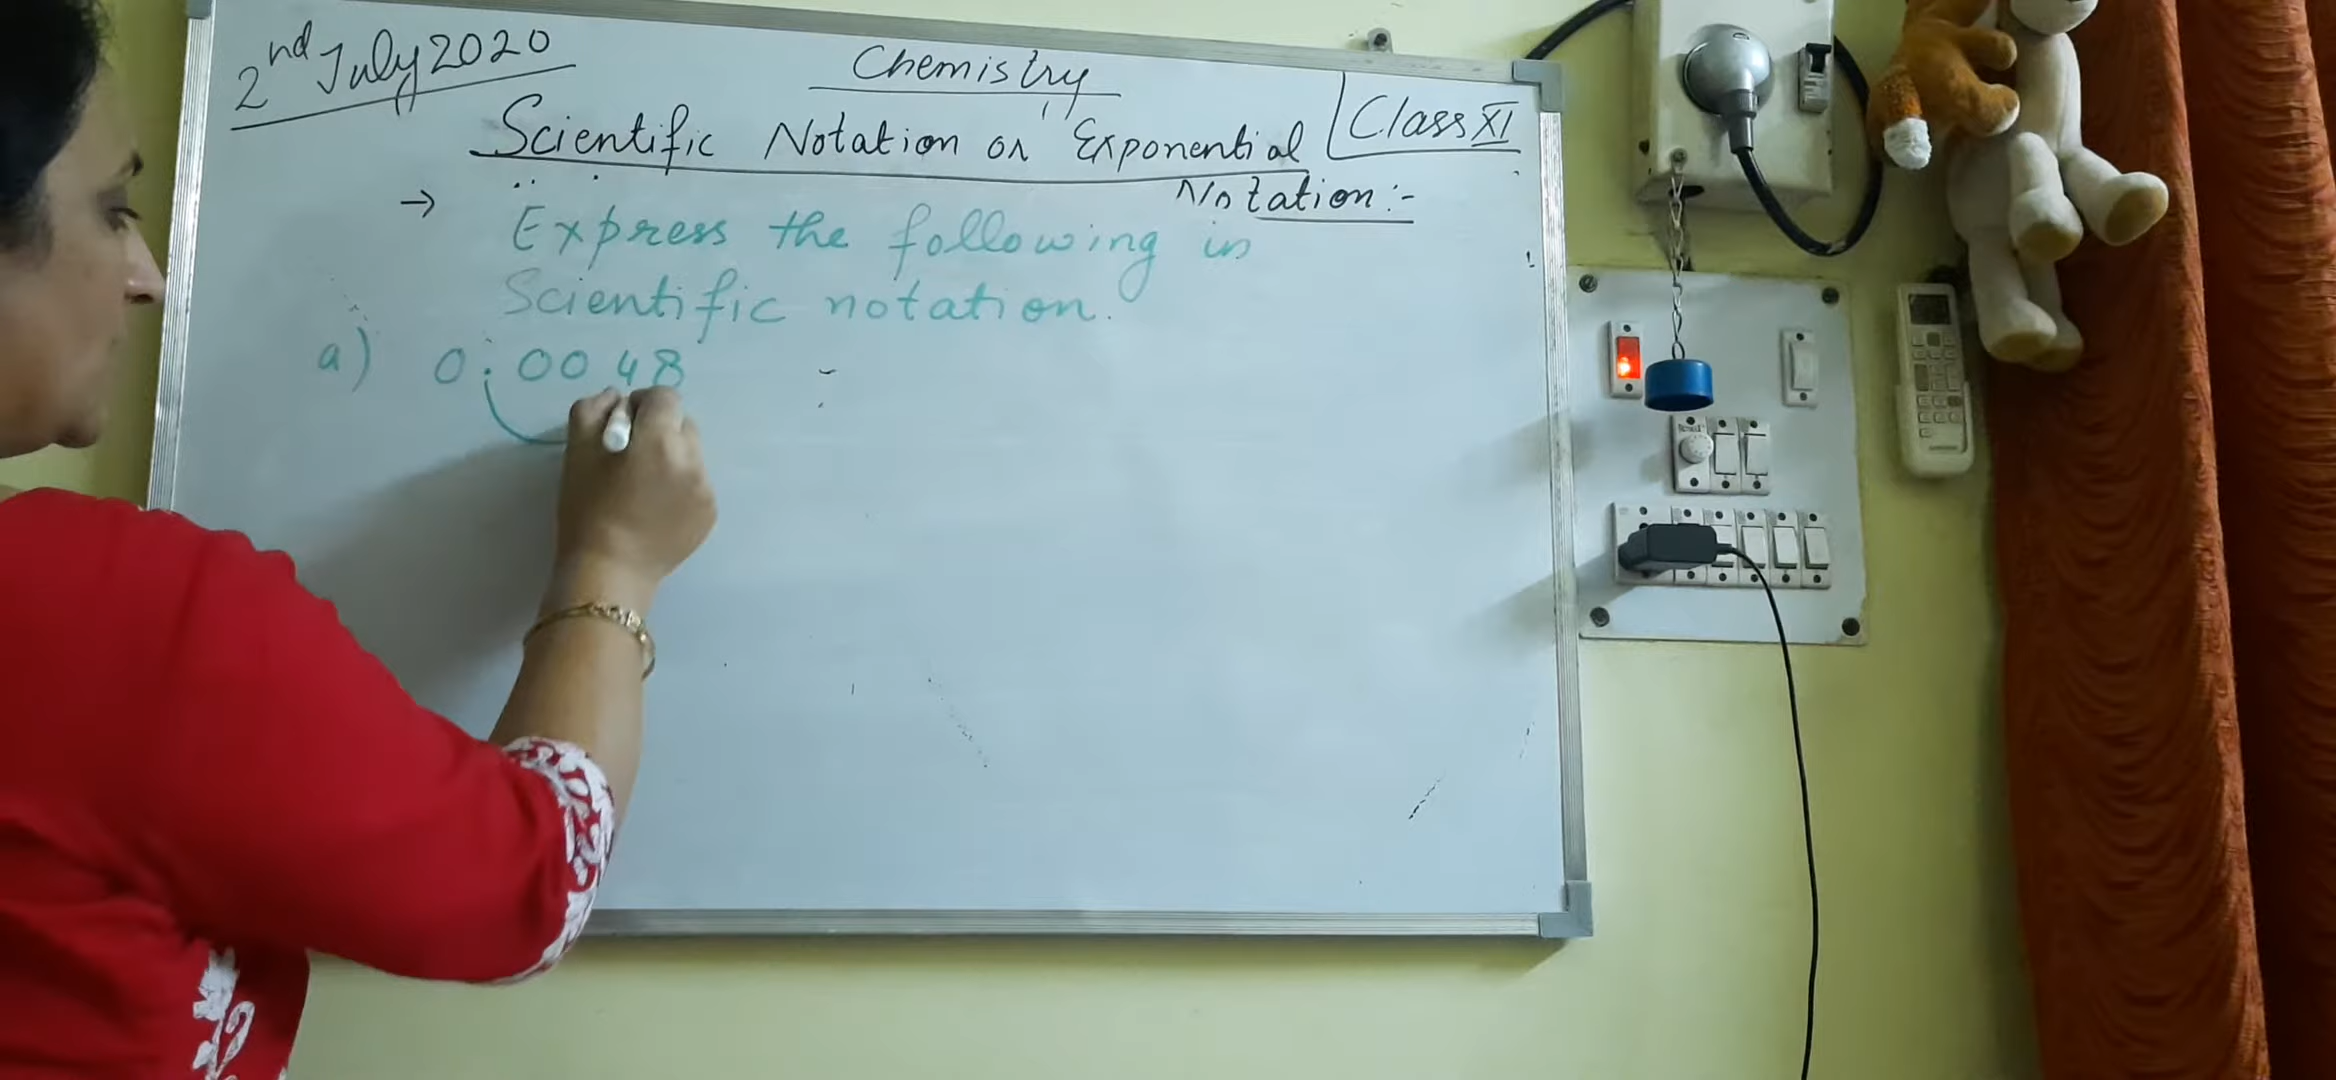 2nd July 2020
Chemistry
Class XI
Scientific Notation or Exponential
Notation :-
→ Express the following in
Scientific notation.
a) 0.0048